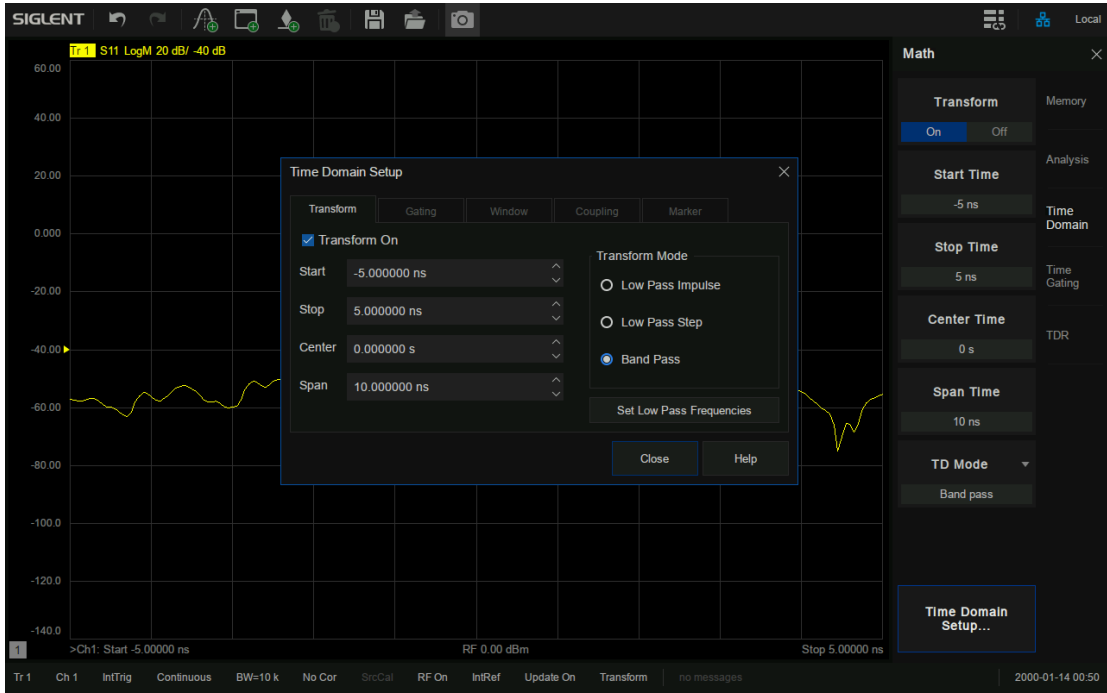 SIGLENT
Local
Tr 1 S11 LogM 20 dB/ -40 dB
60.00
40.00
20.00
0.000
-20.00
-40.00
-60.00
-80.00
-100.0
-120.0
-140.0
Time Domain Setup
Transform Gating Window Coupling Marker
Transform On
Start -5.000000 ns
Stop 5.000000 ns
Center 0.000000 s
Span 10.000000 ns
Transform Mode
Low Pass Impulse
Low Pass Step
Band Pass
Set Low Pass Frequencies
Close Help
1 >Ch1: Start -5.00000 ns RF 0.00 dBm Stop 5.00000 ns
Math
Transform
On Off
Start Time
-5 ns
Stop Time
5 ns
Center Time
0 s
Span Time
10 ns
TD Mode
Band pass
Time Domain
Setup...
Memory
Analysis
Time
Domain
Time
Gating
TDR
Tr 1 Ch 1 IntTrig Continuous BW=10 k No Cor SrcCal RF On IntRef Update On Transform no messages 2000-01-14 00:50